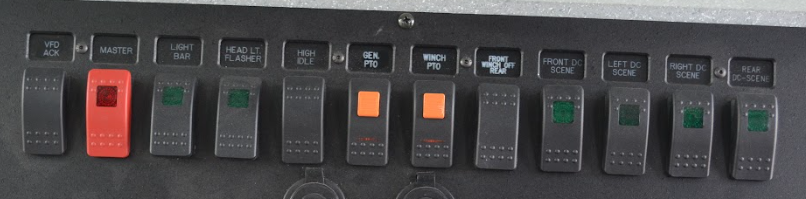 VFD
ACK
MASTER
LIGHT
BAR
HEAD LT.
FLASHER
HIGH
IDLE
GEN.
PTO
WINCH
PTO
FRONT
WINCH OFF
REAR
FRONT DC
SCENE
LEFT DC
SCENE
RIGHT DC
SCENE
REAR
DC-SCENE